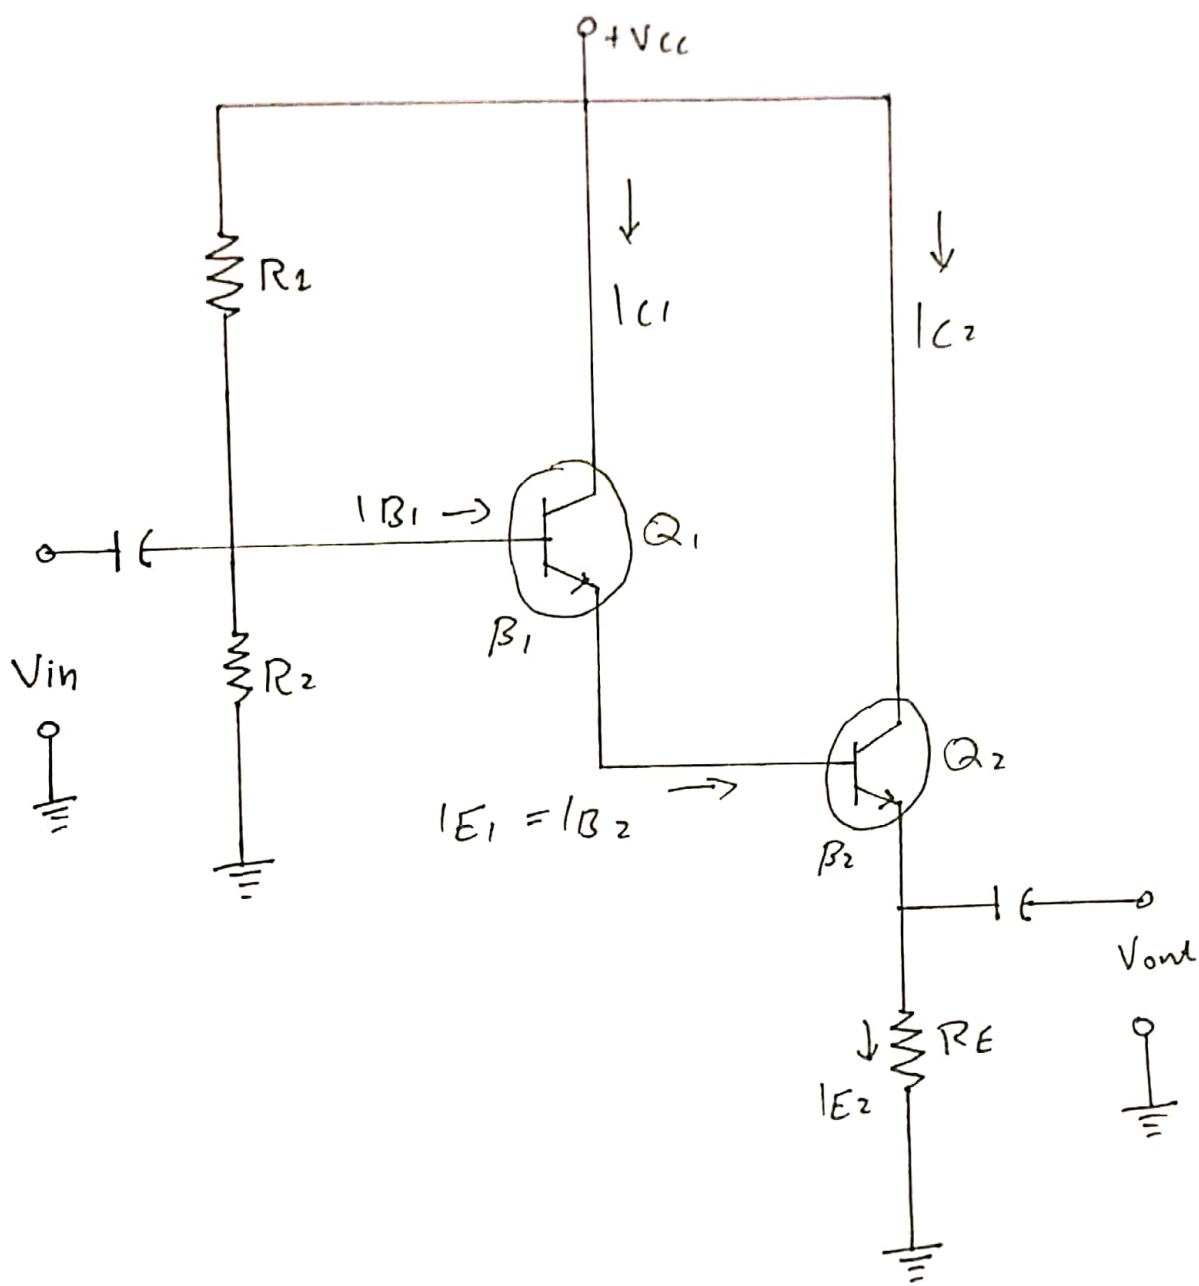 +Vcc
R1
IC1
IC2
IB1 →
Q1
β1
Vin
R2
Q2
IE1 = IB2
β2
Vout
RE
IE2